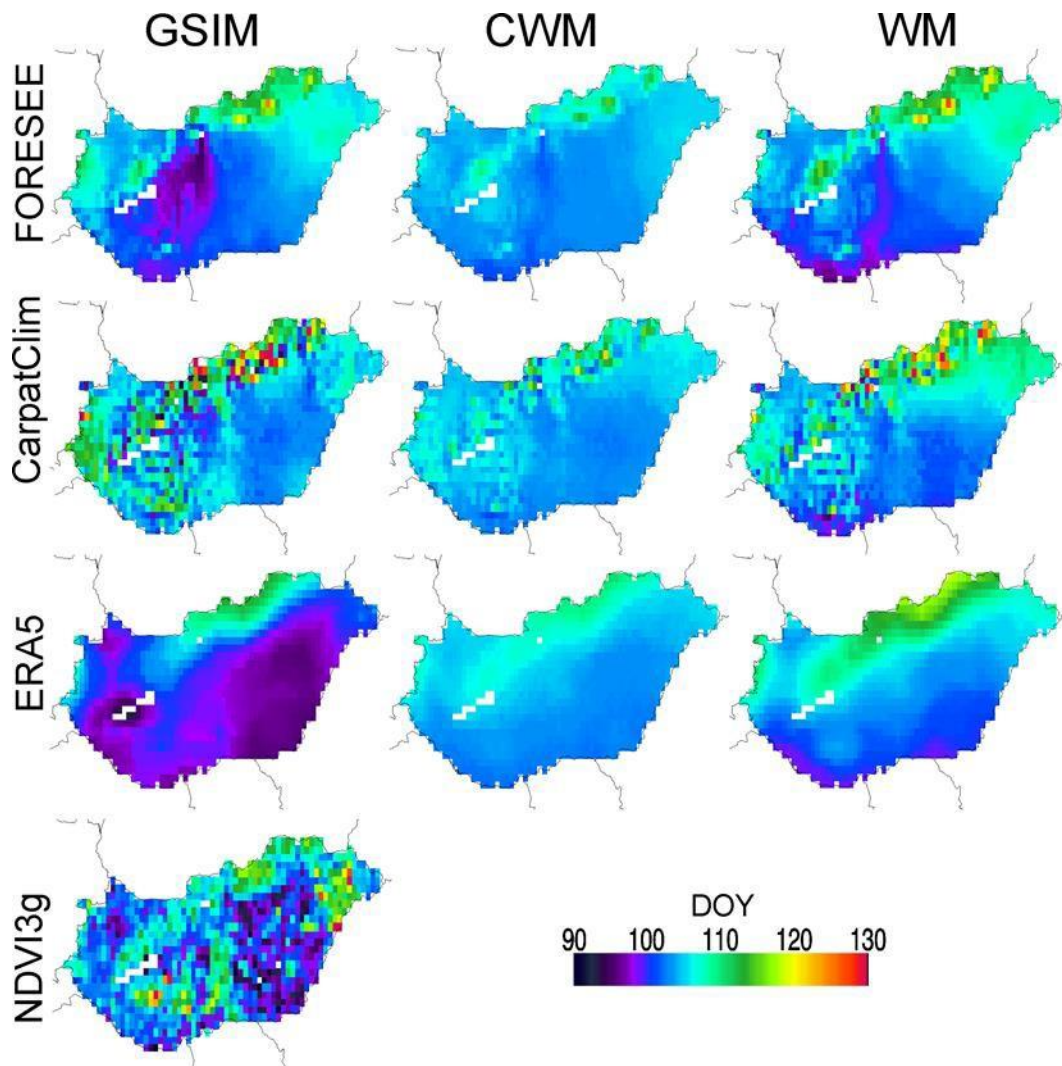 GSIM CWM WM
FORESEE
CarpatClim
ERA5
NDVI3g
DOY
90 100 110 120 130